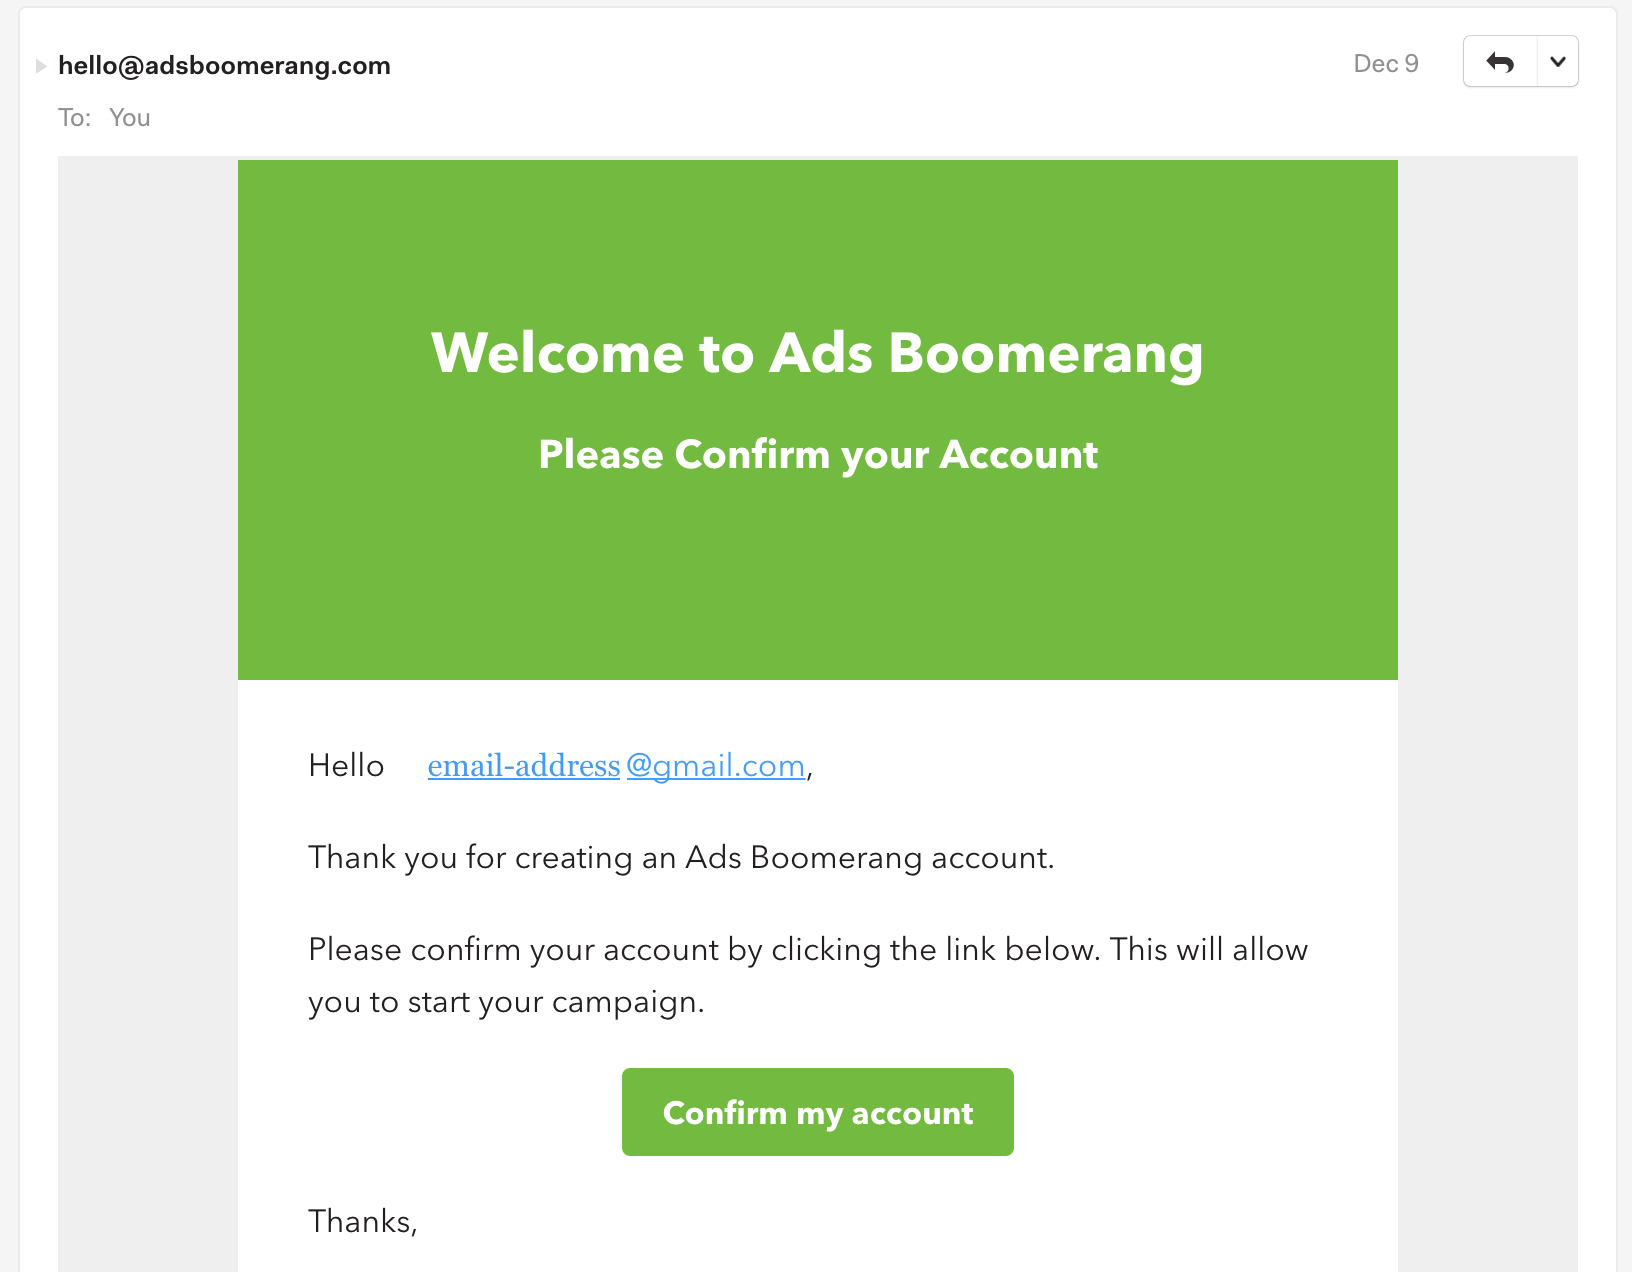 hello@adsboomerang.com
Dec 9
To: You
Welcome to Ads Boomerang
Please Confirm your Account
Hello email-address @gmail.com,
Thank you for creating an Ads Boomerang account.
Please confirm your account by clicking the link below. This will allow
you to start your campaign.
Confirm my account
Thanks,